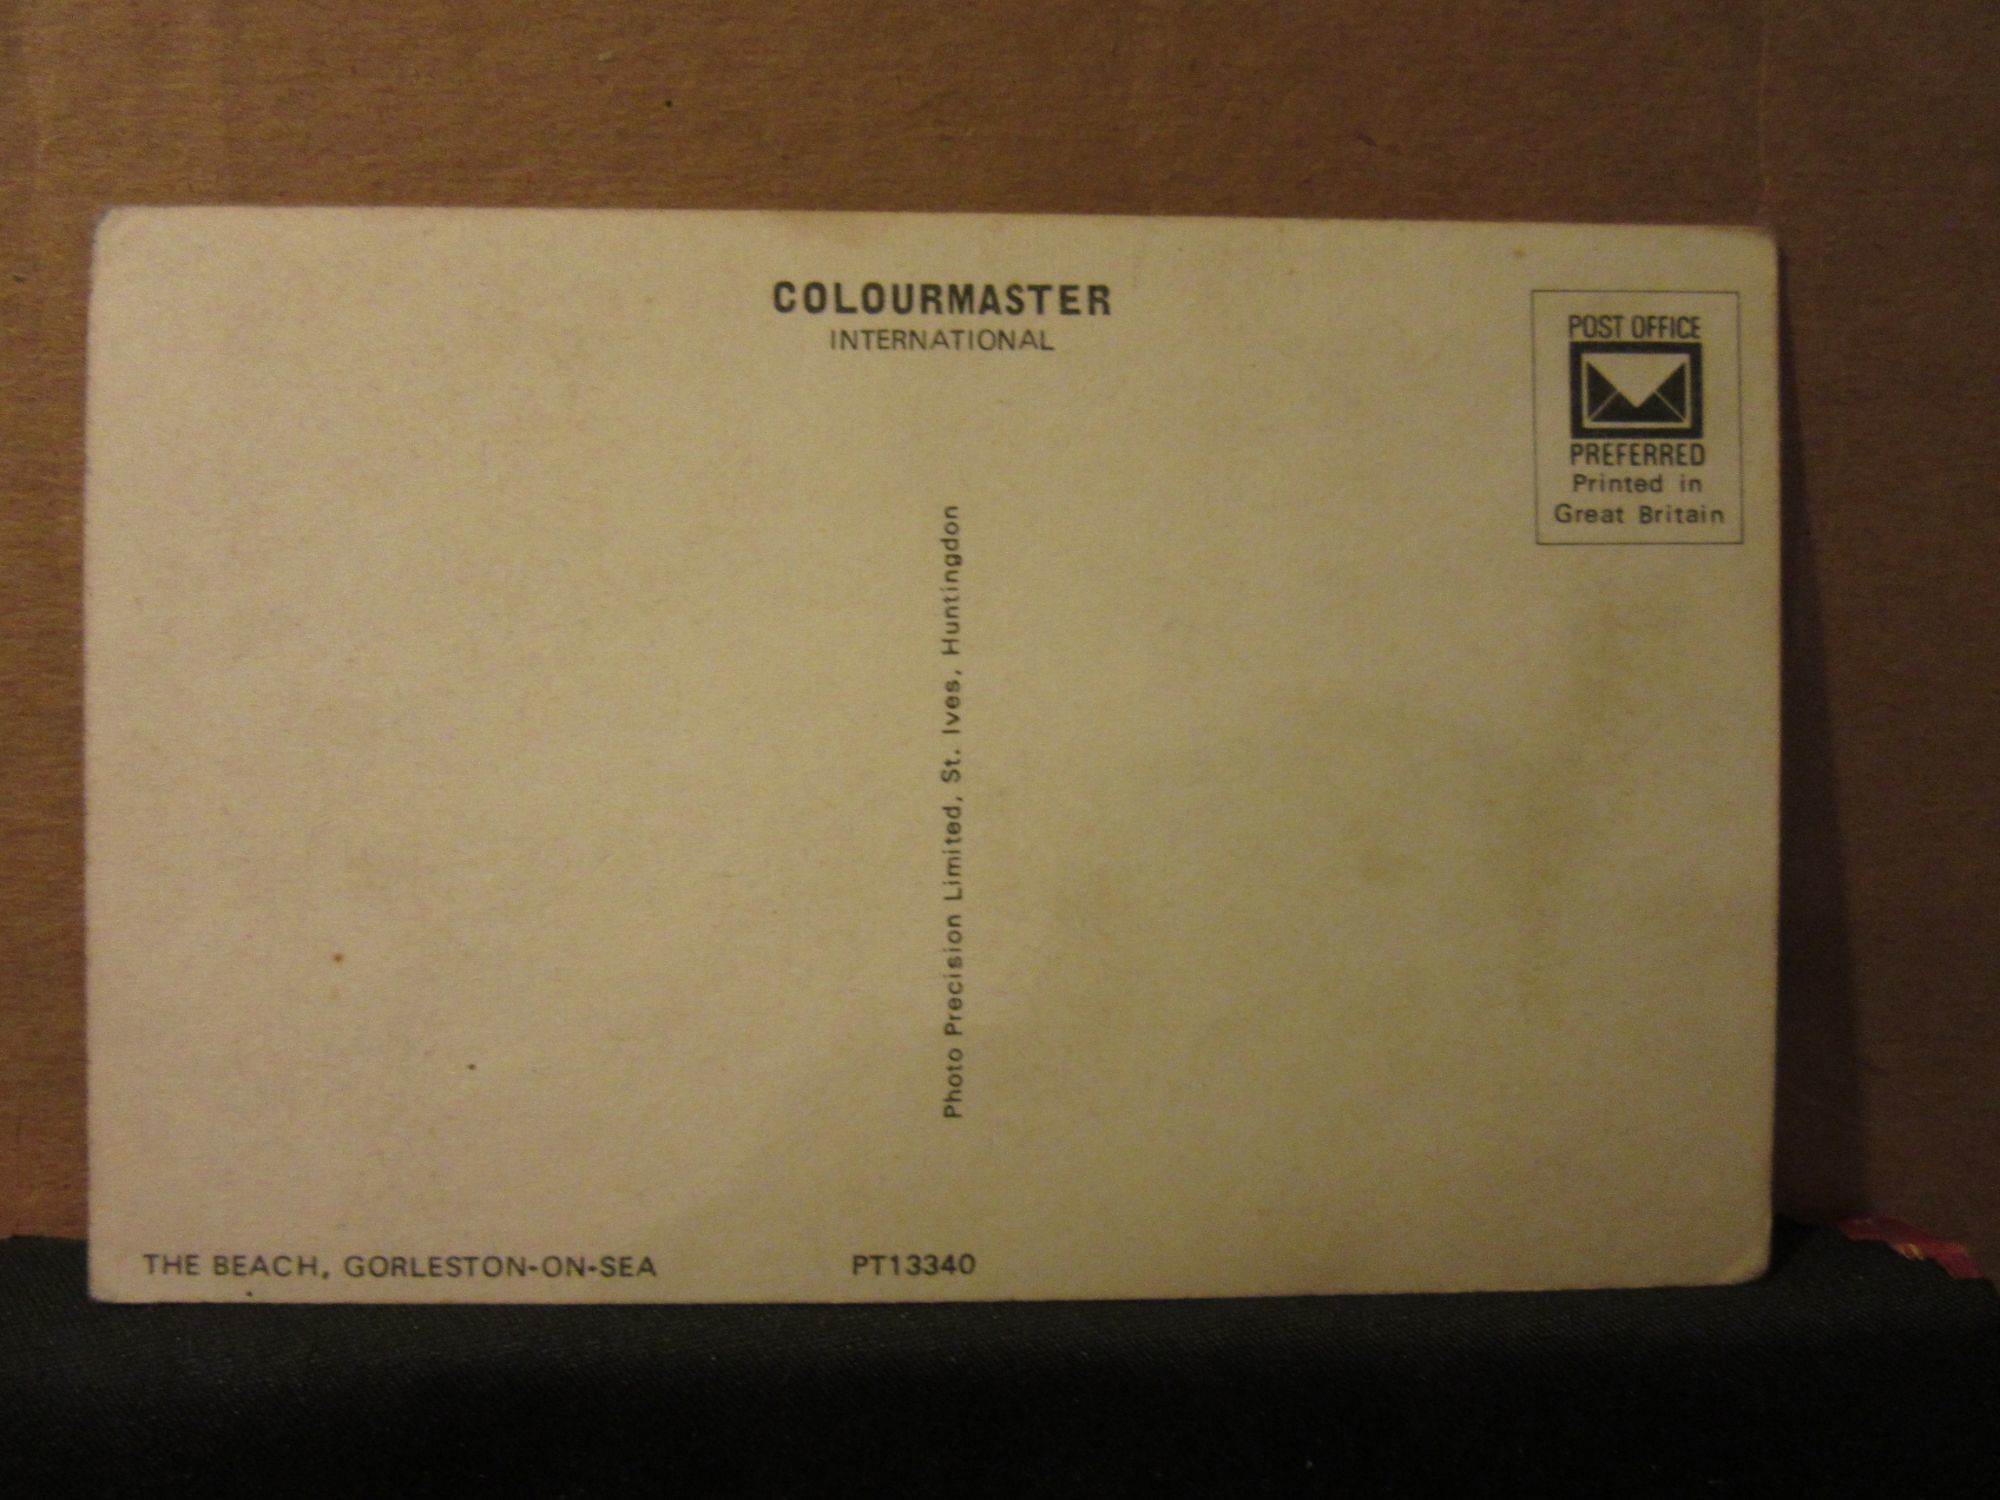 COLOURMASTER
INTERNATIONAL
POST OFFICE
PREFERRED
Printed in
Great Britain
Photo Precision Limited, St. Ives, Huntingdon
THE BEACH, GORLESTON-ON-SEA
PT13340